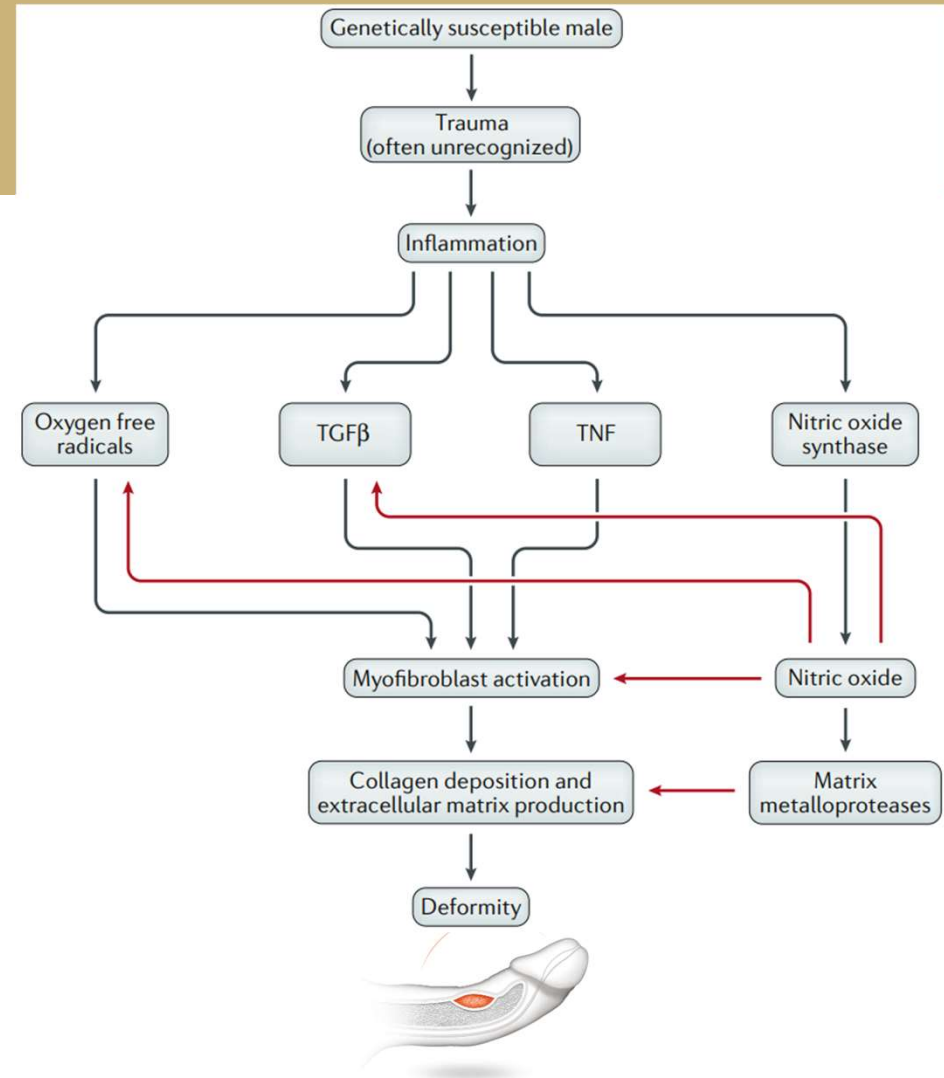 Genetically susceptible male
Trauma
(often unrecognized)
Inflammation
Oxygen free
radicals
TGFβ
TNF
Nitric oxide
synthase
Myofibroblast activation
Nitric oxide
Collagen deposition and
extracellular matrix production
Matrix
metalloproteases
Deformity